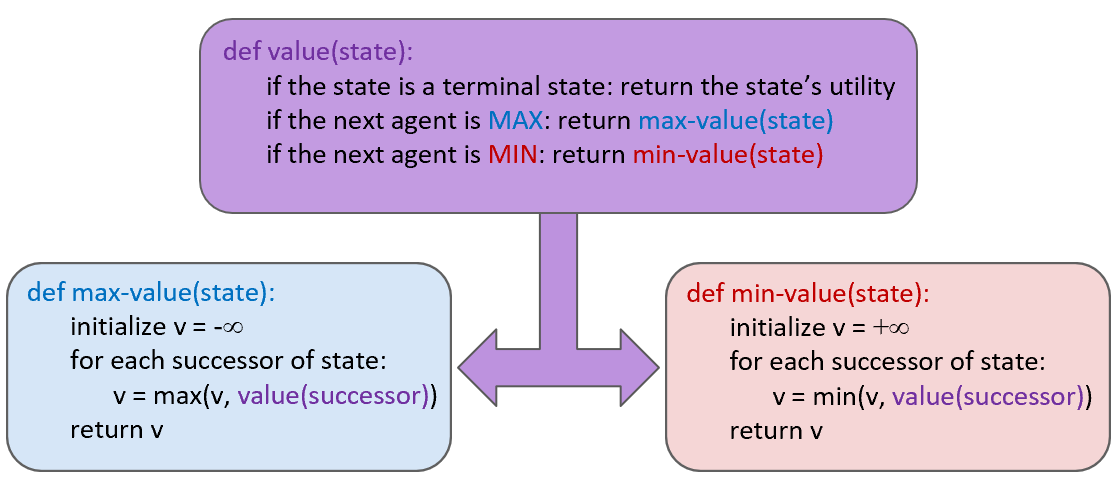 def value(state):
if the state is a terminal state: return the state’s utility
if the next agent is MAX: return max-value(state)
if the next agent is MIN: return min-value(state)
def max-value(state):
initialize v = -∞
for each successor of state:
v = max(v, value(successor))
return v
def min-value(state):
initialize v = +∞
for each successor of state:
v = min(v, value(successor))
return v